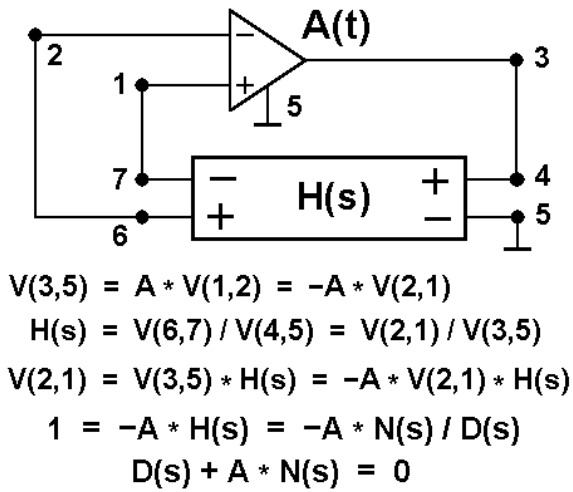 A(t)
2
−
3
1
+
5
7
−
H(s)
+
4
6
+
−
5
V(3,5) = A * V(1,2) = −A * V(2,1)
H(s) = V(6,7) / V(4,5) = V(2,1) / V(3,5)
V(2,1) = V(3,5) * H(s) = −A * V(2,1) * H(s)
1 = −A * H(s) = −A * N(s) / D(s)
D(s) + A * N(s) = 0